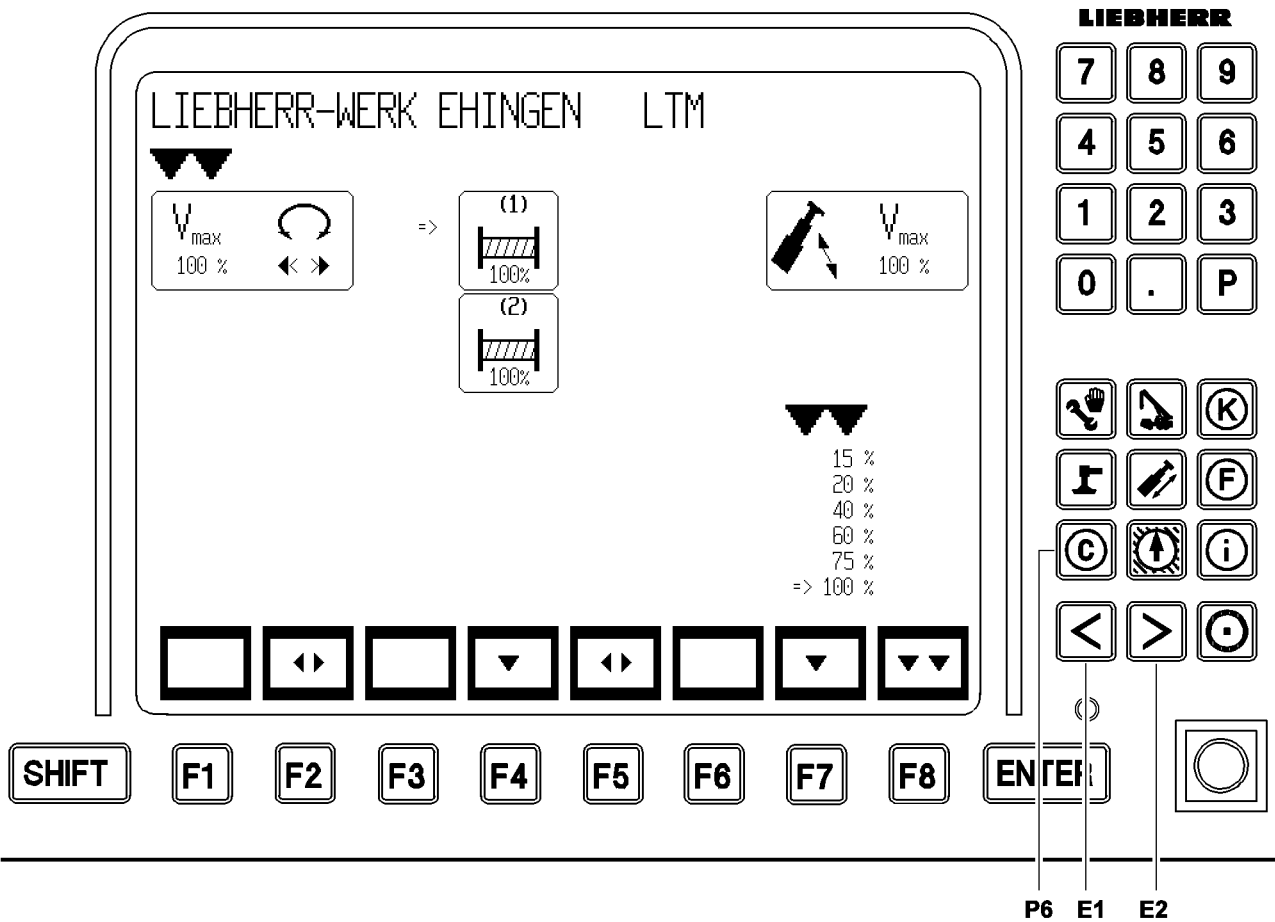 LIEBHERR
7 8 9
LIEBHERR-WERK EHINGEN LTM
4 5 6
Vmax
100 %
=>
(1)
100%
(2)
100%
Vmax
100 %
1 2 3
0 . P
K
15 %
20 %
40 %
60 %
75 %
=> 100 %
F
C i
< >
SHIFT F1 F2 F3 F4 F5 F6 F7 F8 ENTER
P6 E1 E2